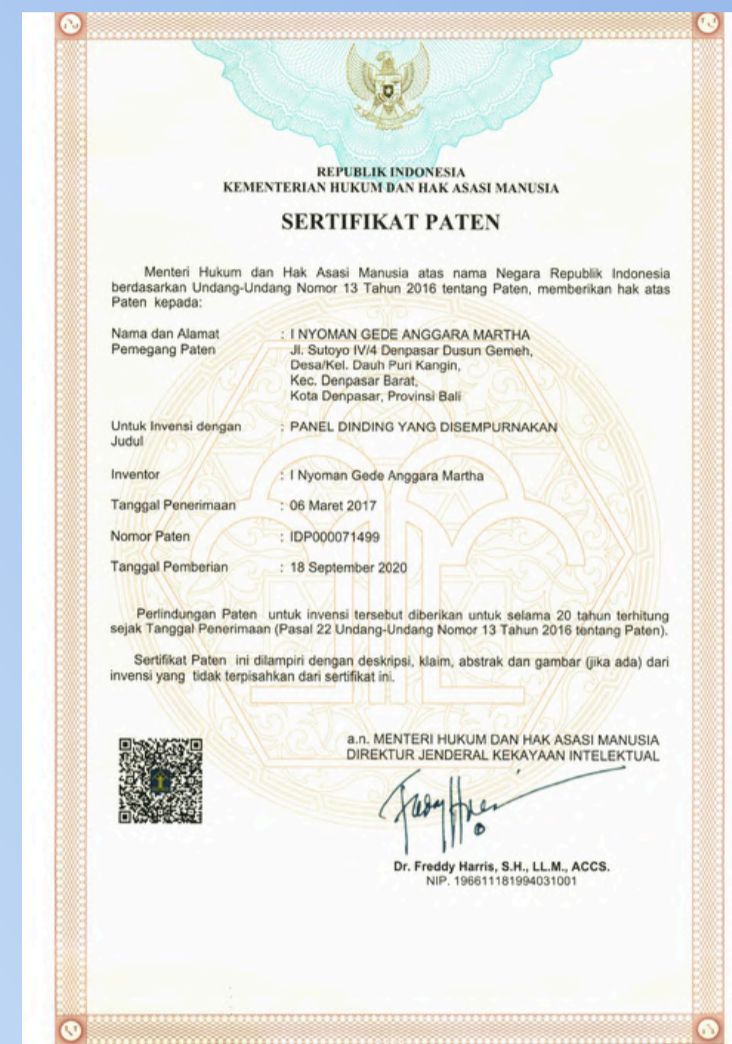 REPUBLIK INDONESIA
KEMENTERIAN HUKUM DAN HAK ASASI MANUSIA
SERTIFIKAT PATEN
Menteri Hukum dan Hak Asasi Manusia atas nama Negara Republik Indonesia
berdasarkan Undang-Undang Nomor 13 Tahun 2016 tentang Paten, memberikan hak atas
Paten kepada:
Nama dan Alamat : I NYOMAN GEDE ANGGARA MARTHA
Pemegang Paten Jl. Sutoyo IV/4 Denpasar Dusun Gemeh,
Desa/Kel. Dauh Puri Kangin,
Kec. Denpasar Barat,
Kota Denpasar, Provinsi Bali
Untuk Invensi dengan : PANEL DINDING YANG DISEMPURNAKAN
Judul
Inventor : I Nyoman Gede Anggara Martha
Tanggal Penerimaan : 06 Maret 2017
Nomor Paten : IDP000071499
Tanggal Pemberian : 18 September 2020
Perlindungan Paten untuk invensi tersebut diberikan untuk selama 20 tahun terhitung
sejak Tanggal Penerimaan (Pasal 22 Undang-Undang Nomor 13 Tahun 2016 tentang Paten).
Sertifikat Paten ini dilampiri dengan deskripsi, klaim, abstrak dan gambar (jika ada) dari
invensi yang tidak terpisahkan dari sertifikat ini.
a.n. MENTERI HUKUM DAN HAK ASASI MANUSIA
DIREKTUR JENDERAL KEKAYAAN INTELEKTUAL
Dr. Freddy Harris, S.H., LL.M., ACCS.
NIP. 196611181994031001